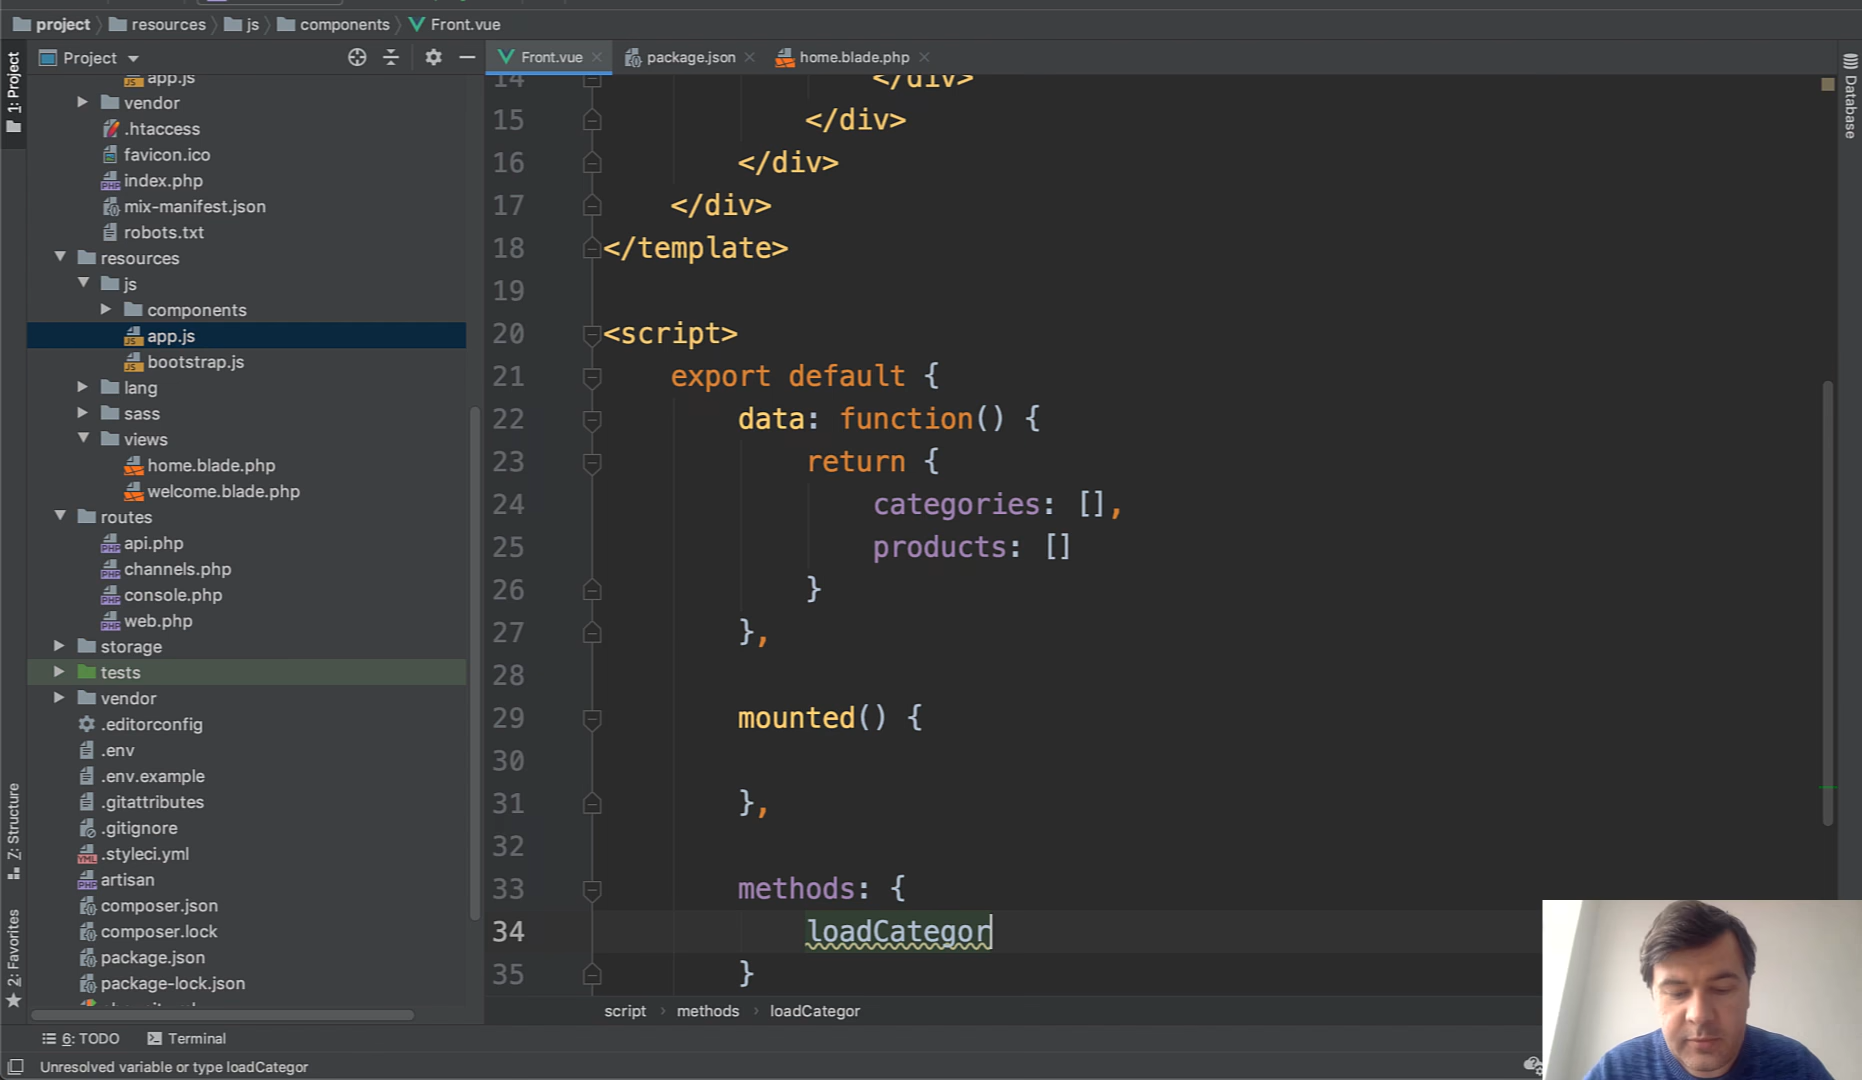 project resources js components Front.vue
Project
Front.vue package.json home.blade.php
1: Project
Z: Structure
2: Favorites
Database
app.js
vendor
.htaccess
favicon.ico
index.php
mix-manifest.json
robots.txt
resources
js
components
app.js
bootstrap.js
lang
sass
views
home.blade.php
welcome.blade.php
routes
api.php
channels.php
console.php
web.php
storage
tests
vendor
.editorconfig
.env
.env.example
.gitattributes
.gitignore
.styleci.yml
artisan
composer.json
composer.lock
package.json
package-lock.json
14 </div>
15 </div>
16 </div>
17 </div>
18 </template>
19
20 <script>
21 export default {
22 data: function() {
23 return {
24 categories: [],
25 products: []
26 }
27 },
28
29 mounted() {
30
31 },
32
33 methods: {
34 loadCategor
35 }
script › methods › loadCategor
6: TODO Terminal
Unresolved variable or type loadCategor